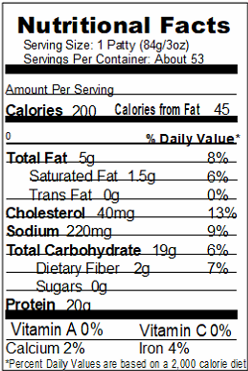 Nutritional Facts
Serving Size: 1 Patty (84g/3oz)
Servings Per Container: About 53
Amount Per Serving
Calories 200 Calories from Fat 45
0 % Daily Value*
Total Fat 5g 8%
Saturated Fat 1.5g 6%
Trans Fat 0g 0%
Cholesterol 40mg 13%
Sodium 220mg 9%
Total Carbohydrate 19g 6%
Dietary Fiber 2g 7%
Sugars 0g
Protein 20g
Vitamin A 0% Vitamin C 0%
Calcium 2% Iron 4%
*Percent Daily Values are based on a 2,000 calorie diet